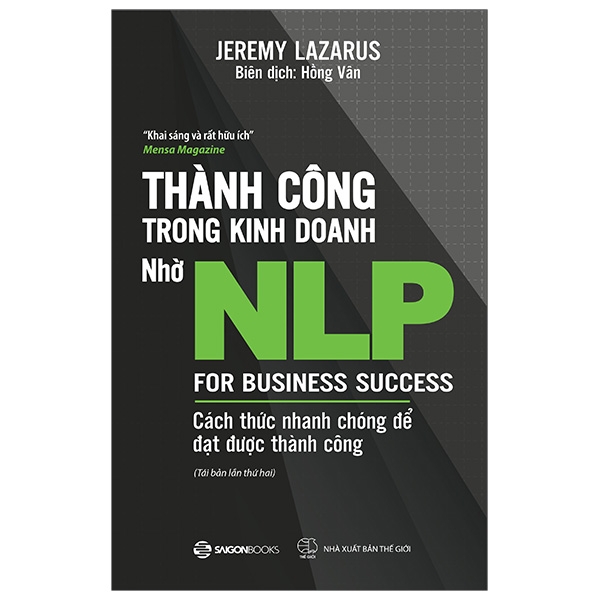 JEREMY LAZARUS
Biên dịch: Hồng Vân
“Khai sáng và rất hữu ích”
Mensa Magazine
THÀNH CÔNG
TRONG KINH DOANH
Nhờ
NLP
FOR BUSINESS SUCCESS
Cách thức nhanh chóng để
đạt được thành công
(Tái bản lần thứ hai)
SAIGONBOOKS
THẾ GIỚI
NHÀ XUẤT BẢN THẾ GIỚI